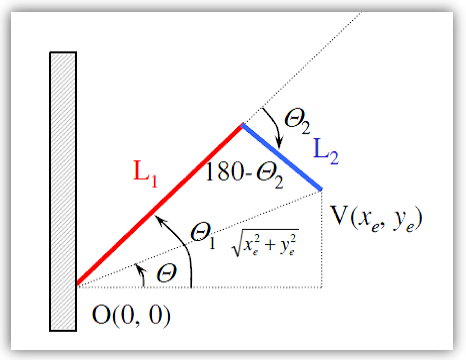 Θ₂
L₁
180-Θ₂
L₂
V(xₑ, yₑ)
Θ₁
√(xₑ² + yₑ²)
Θ
O(0, 0)